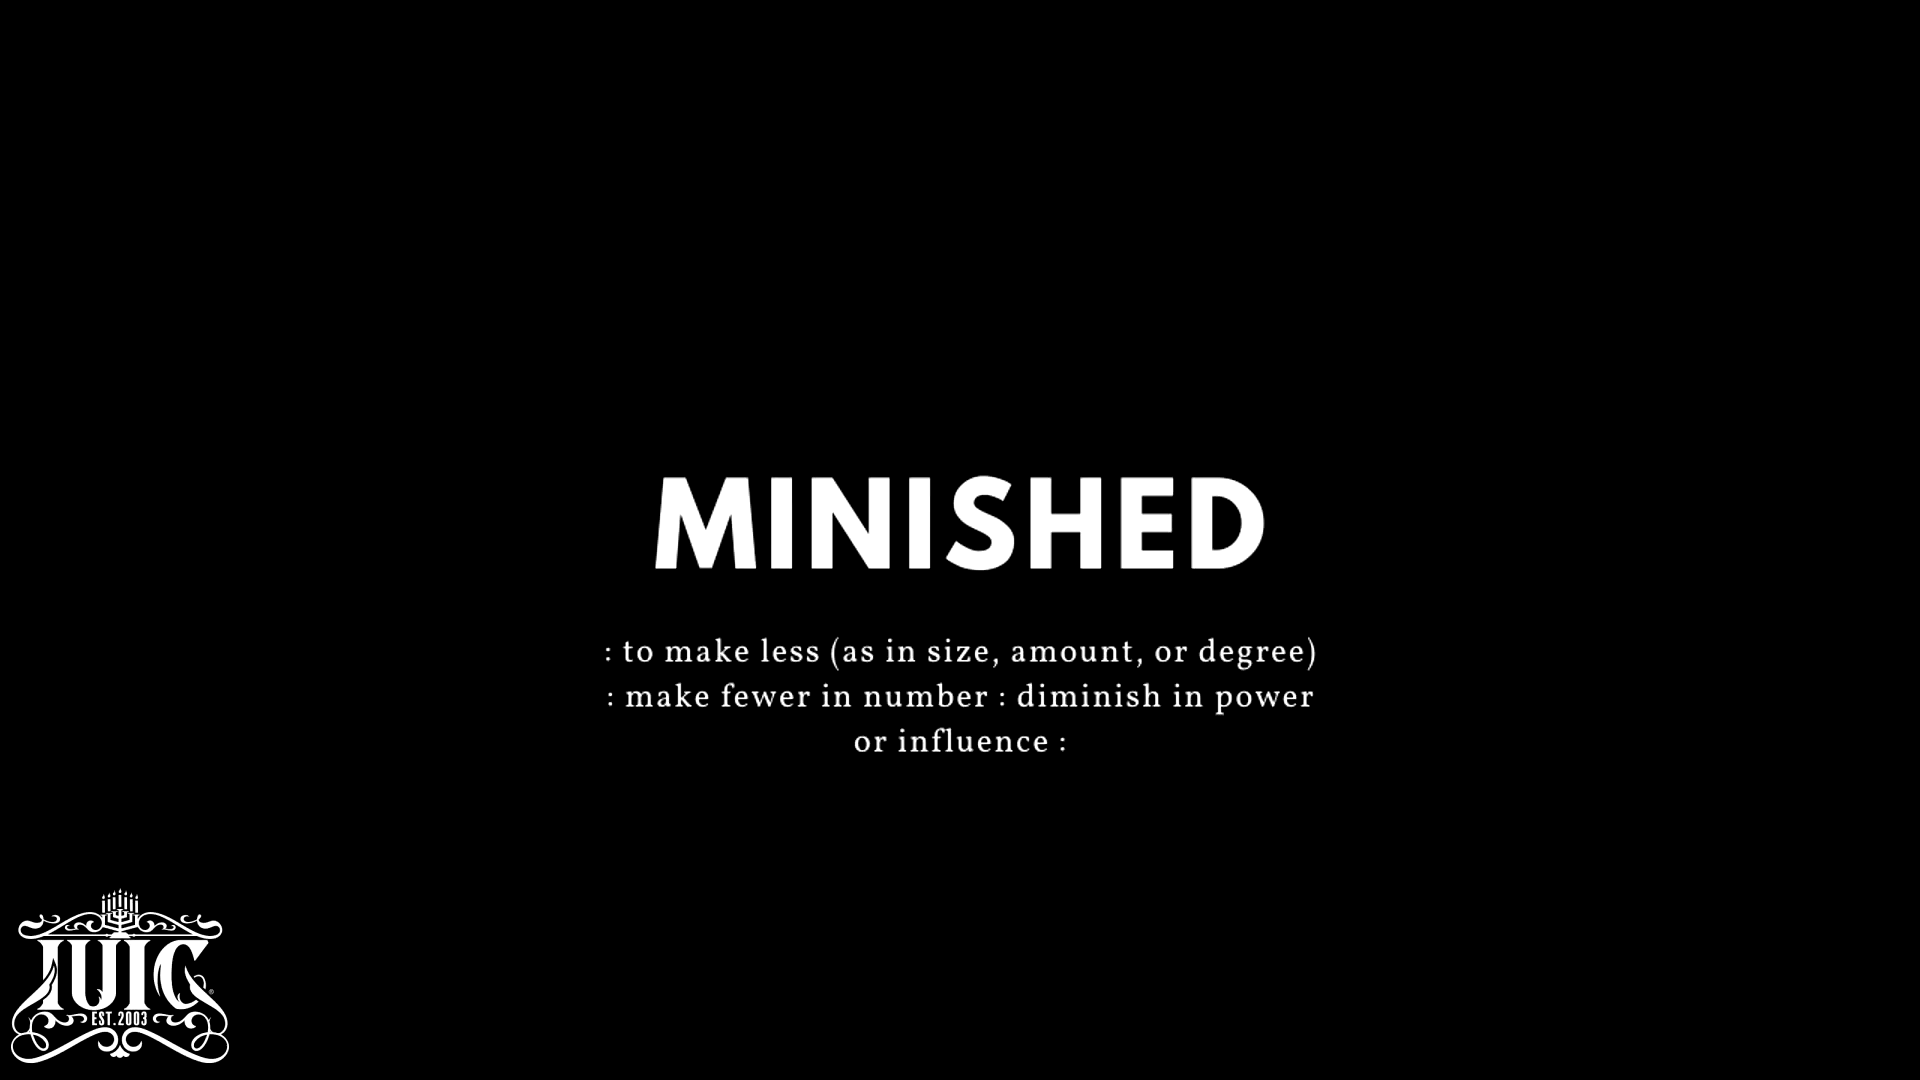 MINISHED
: to make less (as in size, amount, or degree)
: make fewer in number : diminish in power
or influence :
IUIC
EST.2003